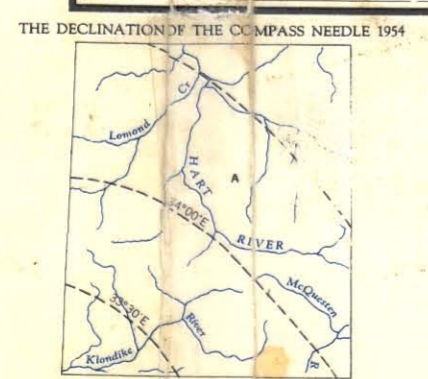 THE DECLINATION OF THE COMPASS NEEDLE 1954
Lomond Cr
HART
A
34°00'E
RIVER
McQuesten
R
33°30'E
River
Klondike